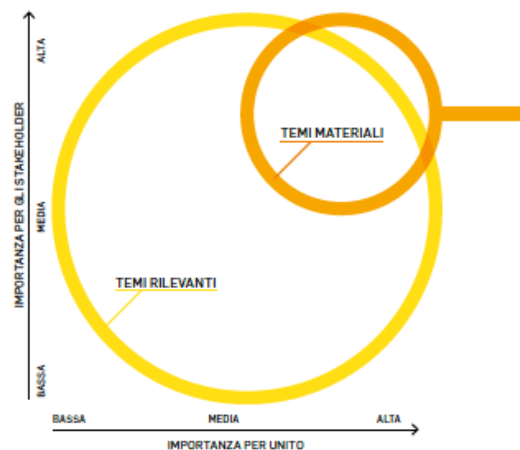 ALTA
IMPORTANZA PER GLI STAKEHOLDER
TEMI MATERIALI
MEDIA
TEMI RILEVANTI
BASSA
BASSA MEDIA ALTA
IMPORTANZA PER UNITO